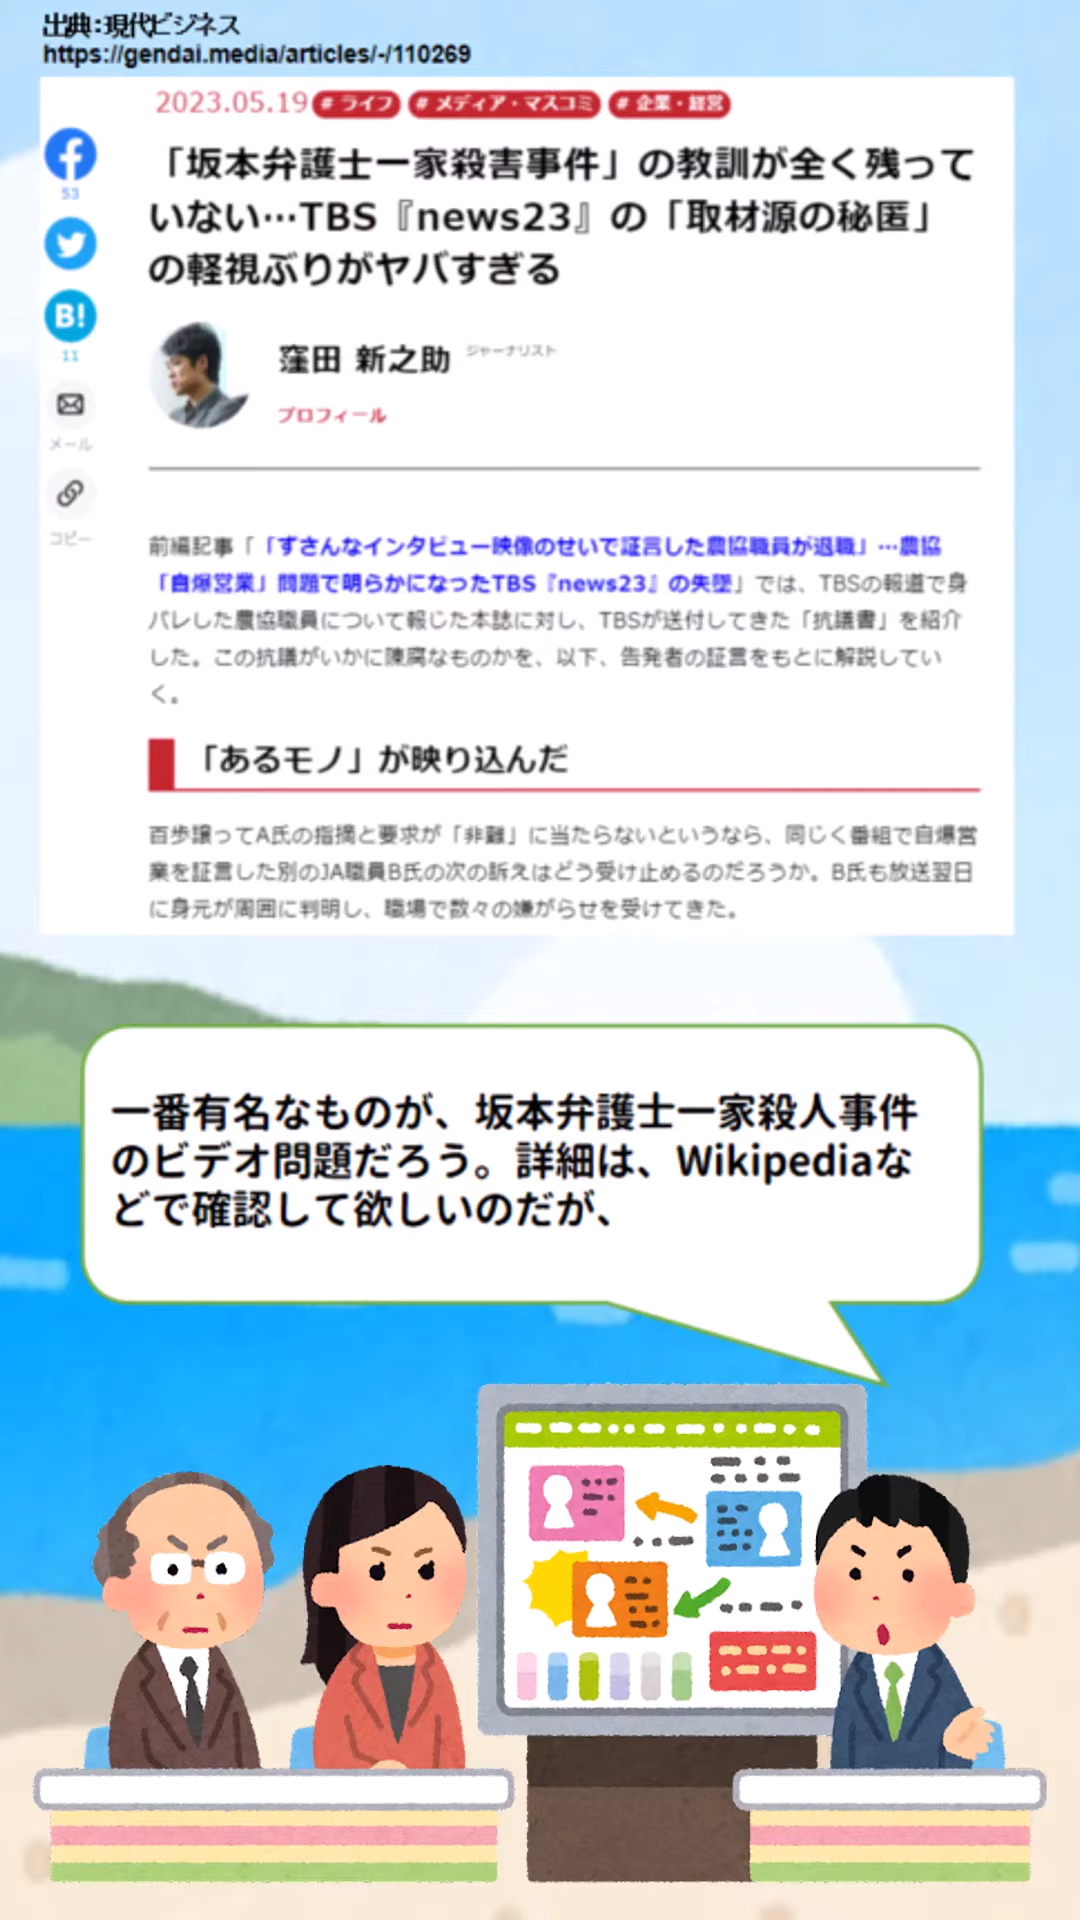 出典：現代ビジネス
https://gendai.media/articles/-/110269
2023.05.19 # ライフ # メディア・マスコミ # 企業・経営
「坂本弁護士一家殺害事件」の教訓が全く残って
いない…TBS『news23』の「取材源の秘匿」
の軽視ぶりがヤバすぎる
53
B!
11
メール
コピー
窪田 新之助 ジャーナリスト
プロフィール
前編記事「「ずさんなインタビュー映像のせいで証言した農協職員が退職」…農協
「自爆営業」問題で明らかになったTBS『news23』の失墜」では、TBSの報道で身
バレした農協職員について報じた本誌に対し、TBSが送付してきた「抗議書」を紹介
した。この抗議がいかに陳腐なものかを、以下、告発者の証言をもとに解説してい
く。
「あるモノ」が映り込んだ
百歩譲ってA氏の指摘と要求が「非難」に当たらないというなら、同じく番組で自爆営
業を証言した別のJA職員B氏の次の訴えはどう受け止めるのだろうか。B氏も放送翌日
に身元が周囲に判明し、職場で数々の嫌がらせを受けてきた。
一番有名なものが、坂本弁護士一家殺人事件
のビデオ問題だろう。詳細は、Wikipediaな
どで確認して欲しいのだが、